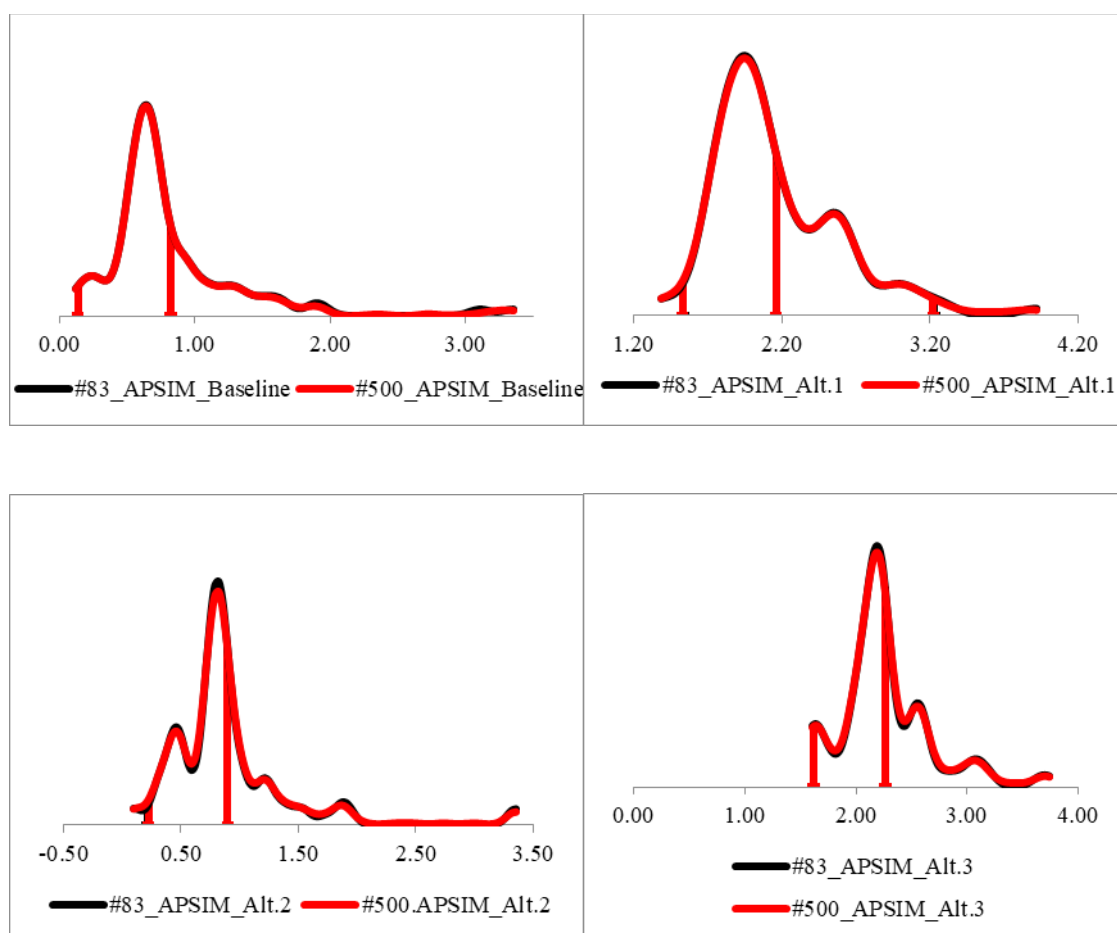 0.00 1.00 2.00 3.00
#83_APSIM_Baseline #500_APSIM_Baseline
1.20 2.20 3.20 4.20
#83_APSIM_Alt.1 #500_APSIM_Alt.1
-0.50 0.50 1.50 2.50 3.50
#83_APSIM_Alt.2 #500.APSIM_Alt.2
0.00 1.00 2.00 3.00 4.00
#83_APSIM_Alt.3
#500_APSIM_Alt.3